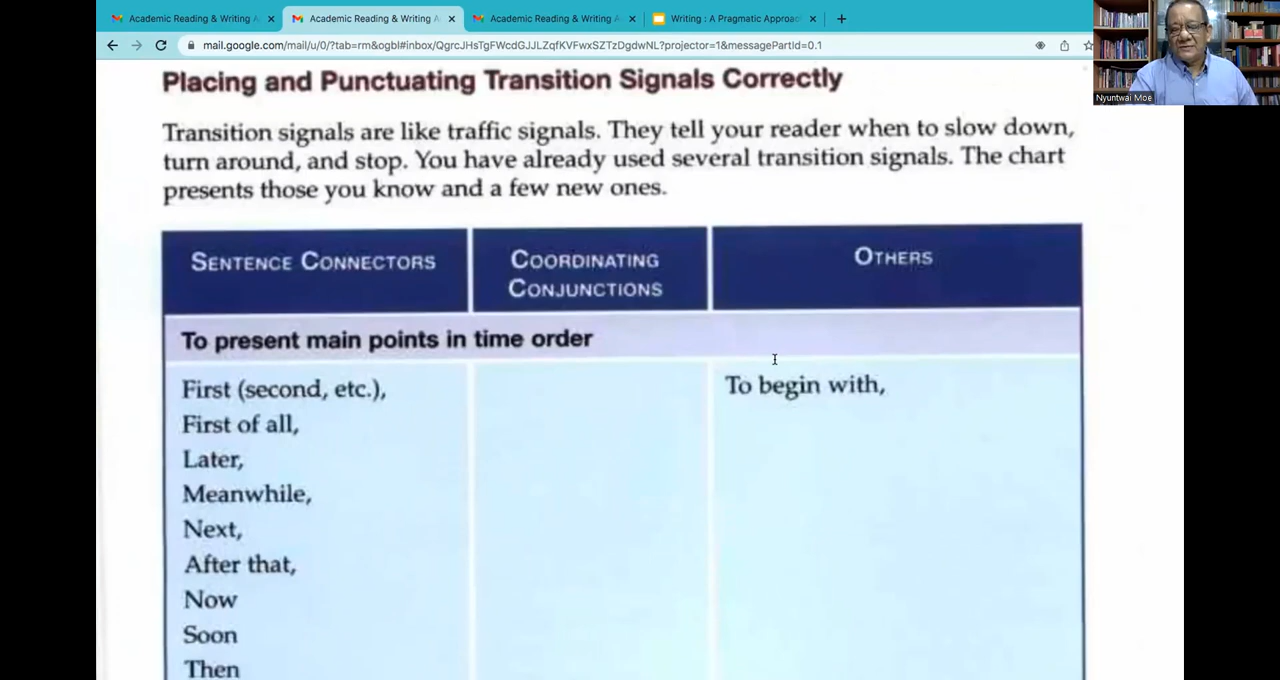 Academic Reading & Writing
Academic Reading & Writing
Academic Reading & Writing
Writing : A Pragmatic Approac
mail.google.com/mail/u/0/?tab=rm&ogbl#inbox/QgrcJHsTgFWcdGJJLZqfKVFwxSZTzDgdwNL?projector=1&messagePartId=0.1
Nyuntwai Moe
Placing and Punctuating Transition Signals Correctly
Transition signals are like traffic signals. They tell your reader when to slow down,
turn around, and stop. You have already used several transition signals. The chart
presents those you know and a few new ones.
SENTENCE CONNECTORS
COORDINATING
CONJUNCTIONS
OTHERS
To present main points in time order
First (second, etc.),
To begin with,
First of all,
Later,
Meanwhile,
Next,
After that,
Now
Soon
Then